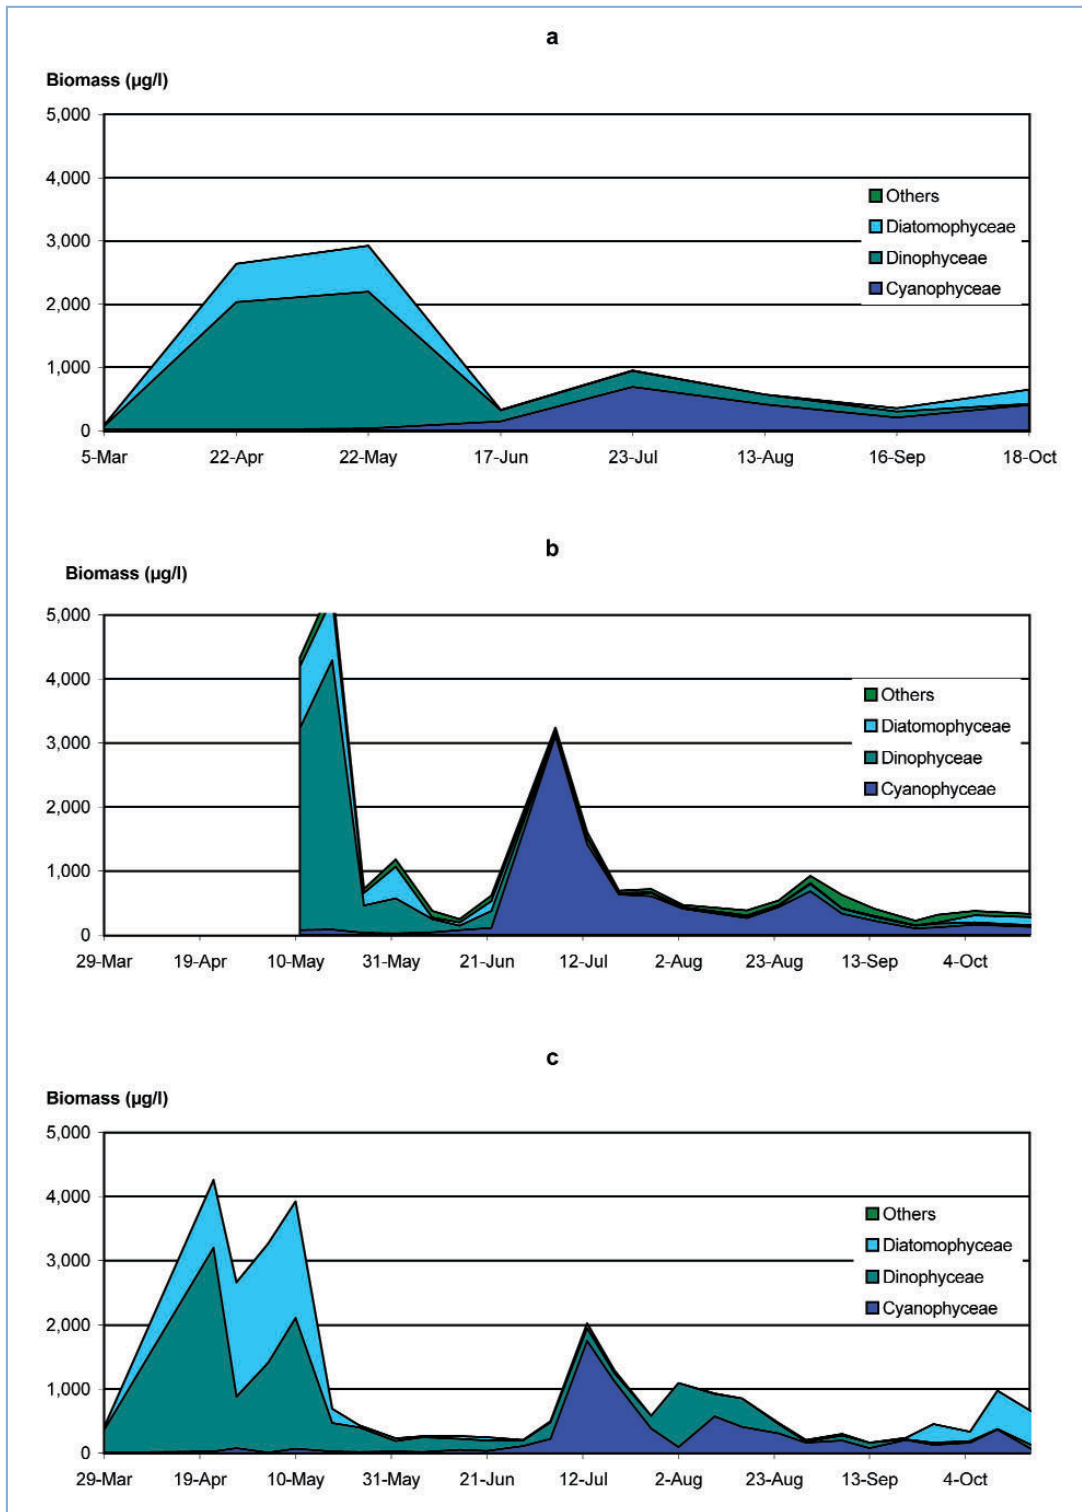 a
Biomass (µg/l)
5,000
4,000
3,000
2,000
1,000
0
Others
Diatomophyceae
Dinophyceae
Cyanophyceae
5-Mar 22-Apr 22-May 17-Jun 23-Jul 13-Aug 16-Sep 18-Oct
b
Biomass (µg/l)
5,000
4,000
3,000
2,000
1,000
0
Others
Diatomophyceae
Dinophyceae
Cyanophyceae
29-Mar 19-Apr 10-May 31-May 21-Jun 12-Jul 2-Aug 23-Aug 13-Sep 4-Oct
c
Biomass (µg/l)
5,000
4,000
3,000
2,000
1,000
0
Others
Diatomophyceae
Dinophyceae
Cyanophyceae
29-Mar 19-Apr 10-May 31-May 21-Jun 12-Jul 2-Aug 23-Aug 13-Sep 4-Oct